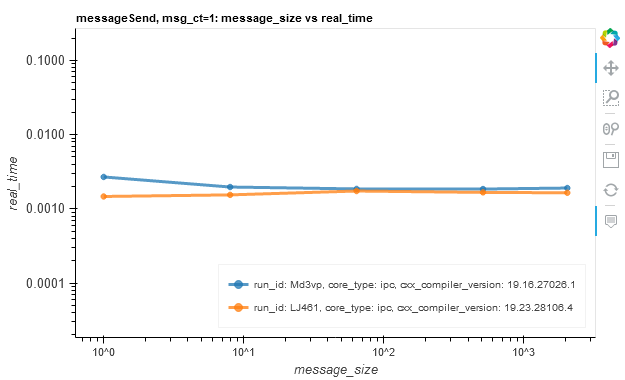 messageSend, msg_ct=1: message_size vs real_time
0.1000
0.0100
0.0010
0.0001
real_time
10^0
10^1
10^2
10^3
message_size
run_id: Md3vp, core_type: ipc, cxx_compiler_version: 19.16.27026.1
run_id: LJ461, core_type: ipc, cxx_compiler_version: 19.23.28106.4